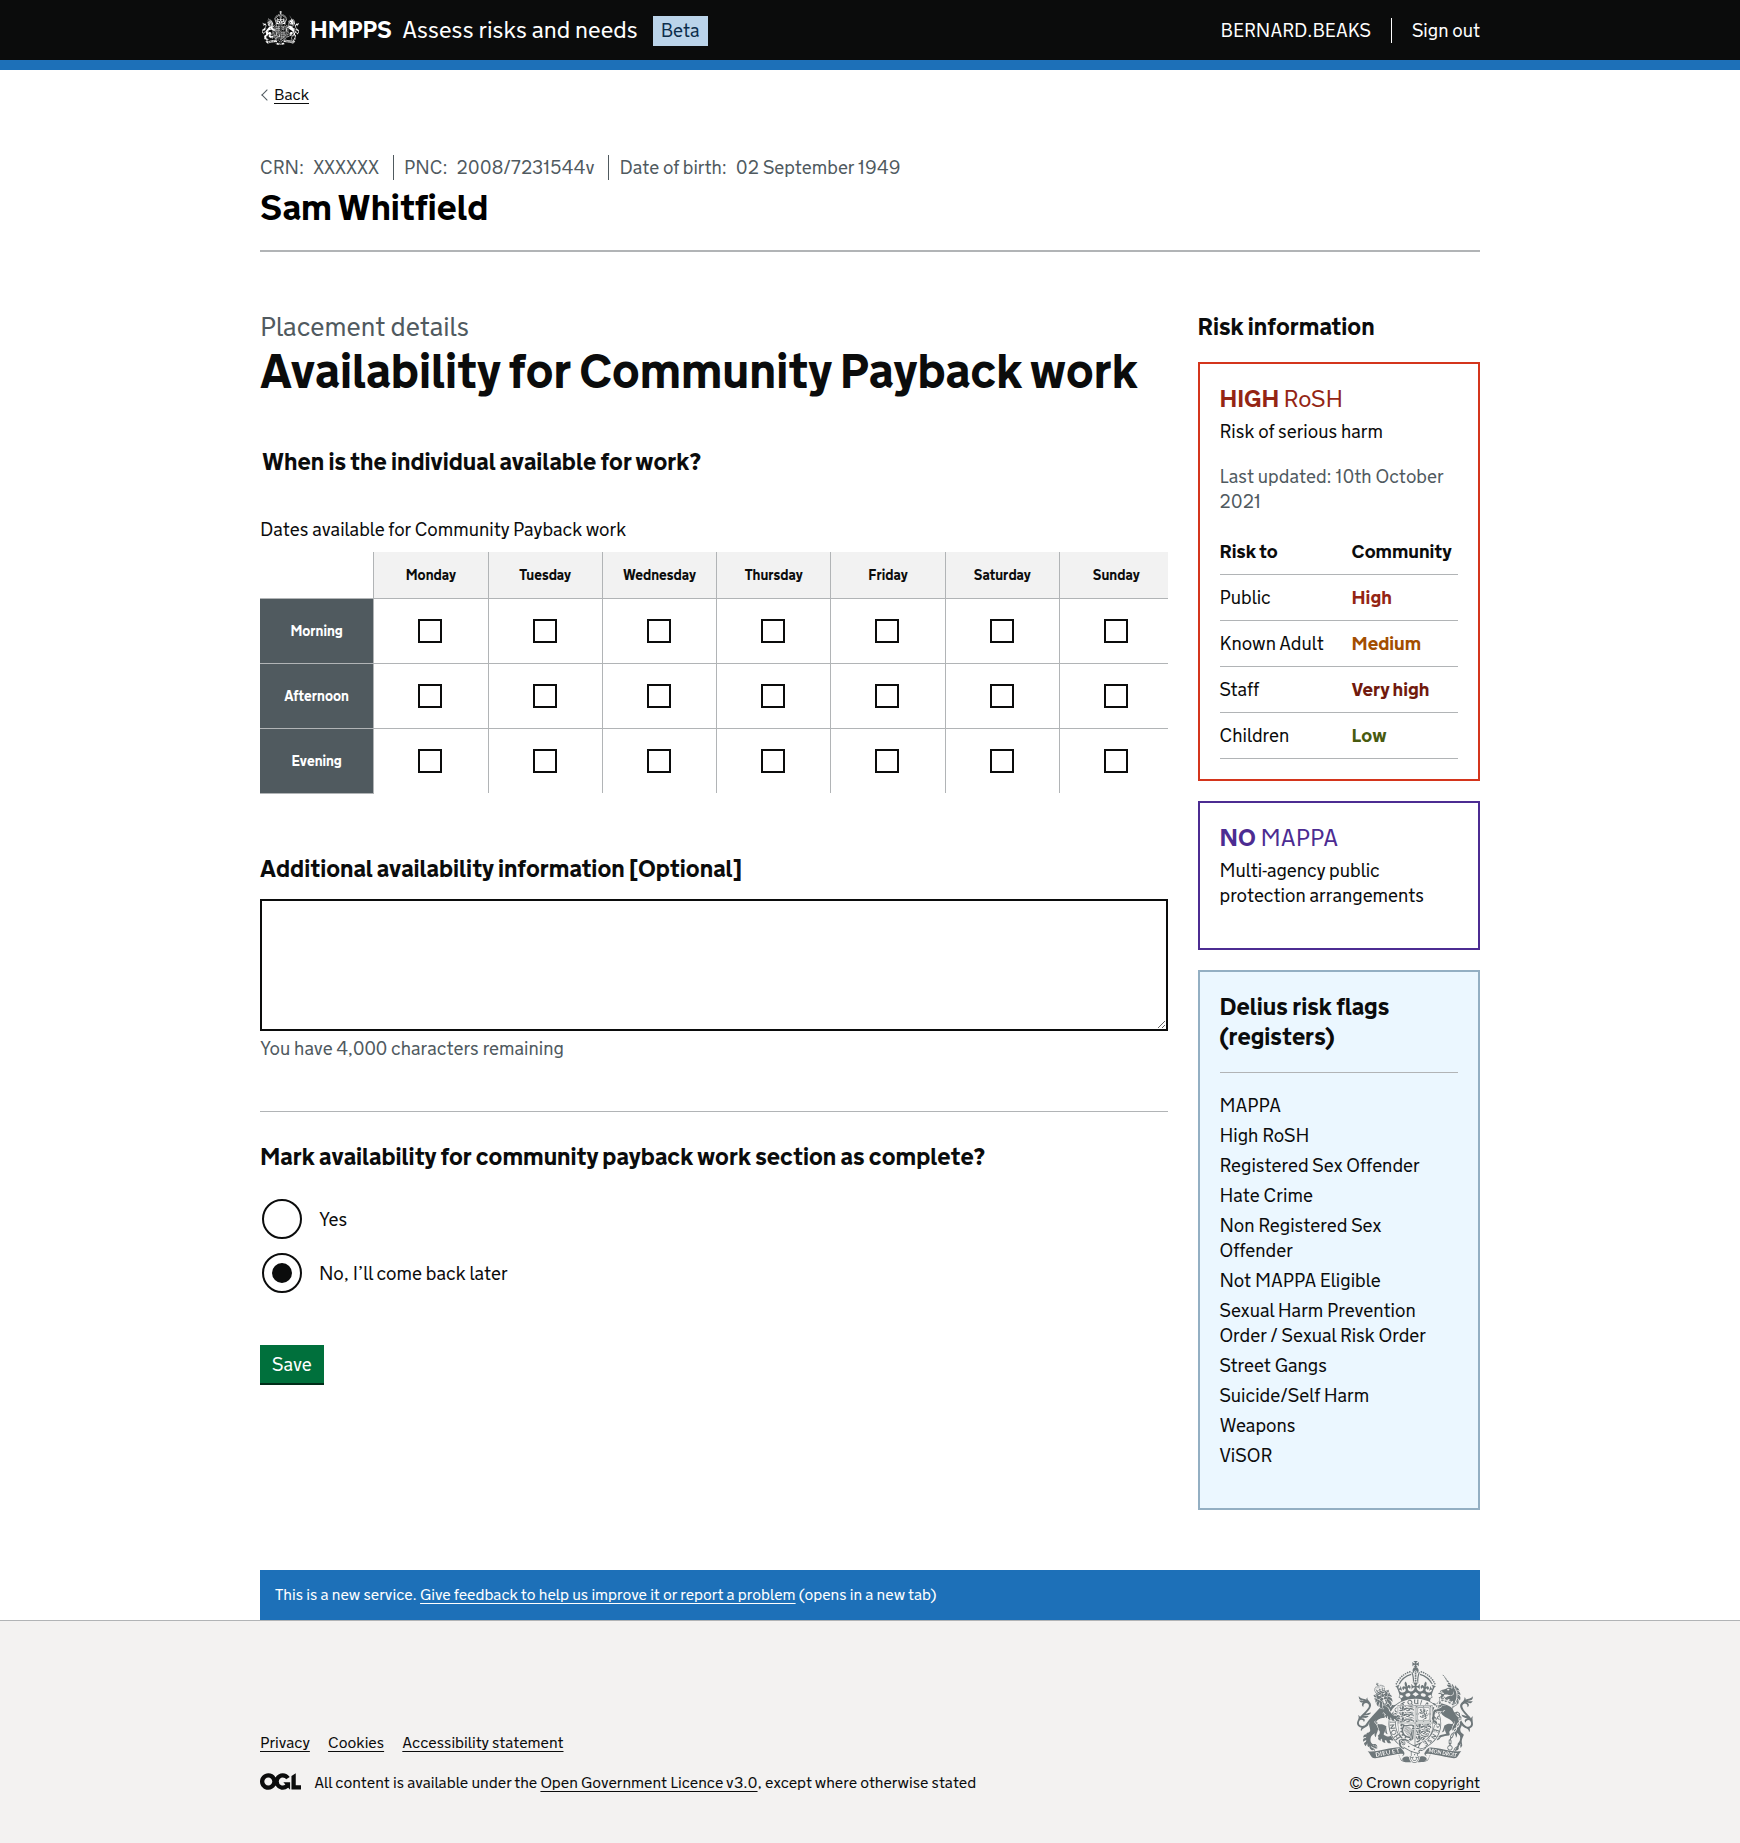 HMPPS Assess risks and needs Beta
BERNARD.BEAKS Sign out
Back
CRN: XXXXXX PNC: 2008/7231544v Date of birth: 02 September 1949
Sam Whitfield
Placement details
Availability for Community Payback work
When is the individual available for work?
Dates available for Community Payback work
Monday Tuesday Wednesday Thursday Friday Saturday Sunday
Morning
Afternoon
Evening
Additional availability information [Optional]
You have 4,000 characters remaining
Mark availability for community payback work section as complete?
Yes
No, I’ll come back later
Save
Risk information
HIGH RoSH
Risk of serious harm
Last updated: 10th October
2021
Risk to Community
Public High
Known Adult Medium
Staff Very high
Children Low
NO MAPPA
Multi-agency public
protection arrangements
Delius risk flags
(registers)
MAPPA
High RoSH
Registered Sex Offender
Hate Crime
Non Registered Sex
Offender
Not MAPPA Eligible
Sexual Harm Prevention
Order / Sexual Risk Order
Street Gangs
Suicide/Self Harm
Weapons
ViSOR
This is a new service. Give feedback to help us improve it or report a problem (opens in a new tab)
Privacy Cookies Accessibility statement
OGL All content is available under the Open Government Licence v3.0, except where otherwise stated
DIEU ET MON DROIT
© Crown copyright